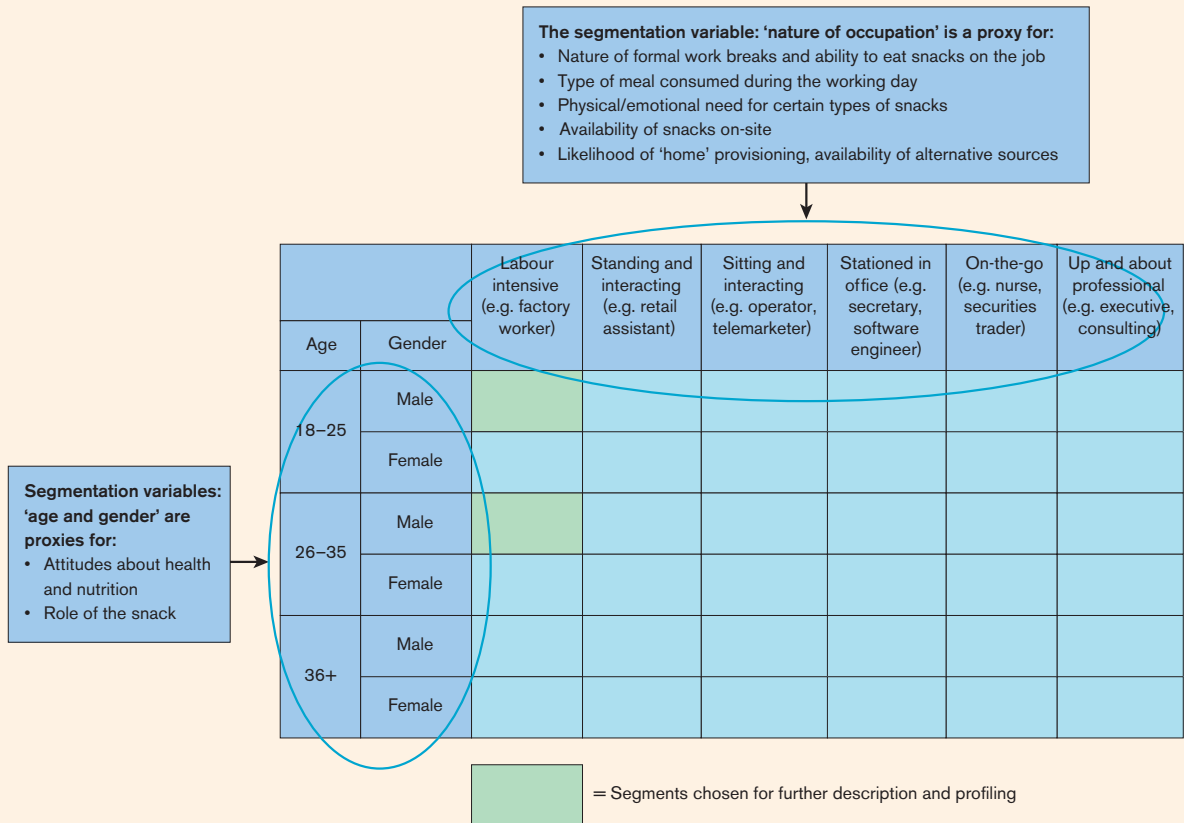 The segmentation variable: ‘nature of occupation’ is a proxy for:
• Nature of formal work breaks and ability to eat snacks on the job
• Type of meal consumed during the working day
• Physical/emotional need for certain types of snacks
• Availability of snacks on-site
• Likelihood of ‘home’ provisioning, availability of alternative sources
Labour
intensive
(e.g. factory
worker)
Standing and
interacting
(e.g. retail
assistant)
Sitting and
interacting
(e.g. operator,
telemarketer)
Stationed in
office (e.g.
secretary,
software
engineer)
On-the-go
(e.g. nurse,
securities
trader)
Up and about
professional
(e.g. executive,
consulting)
Age
Gender
18–25
Male
Female
26–35
Male
Female
36+
Male
Female
Segmentation variables:
‘age and gender’ are
proxies for:
• Attitudes about health
and nutrition
• Role of the snack
= Segments chosen for further description and profiling